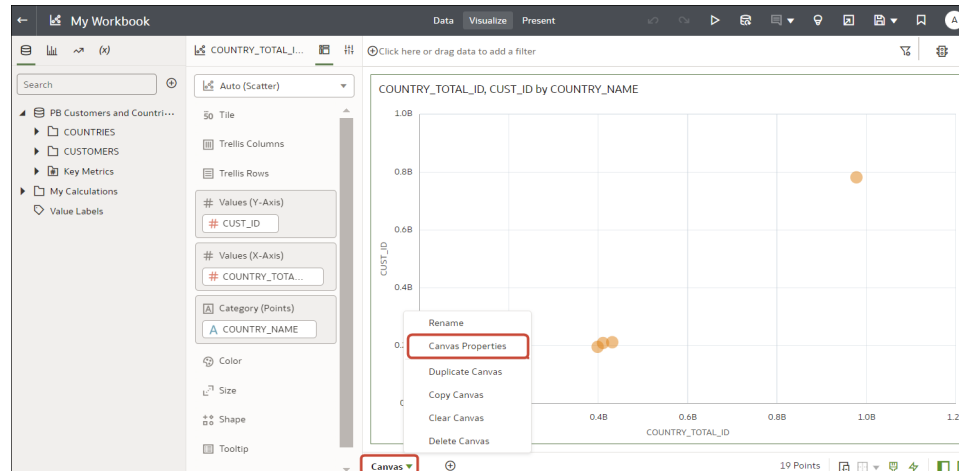 My Workbook
Data Visualize Present
A
(x)
COUNTRY_TOTAL_I...
Click here or drag data to add a filter
Search
PB Customers and Countri...
COUNTRIES
CUSTOMERS
Key Metrics
My Calculations
Value Labels
Auto (Scatter)
Tile
Trellis Columns
Trellis Rows
Values (Y-Axis)
CUST_ID
Values (X-Axis)
COUNTRY_TOTA...
Category (Points)
A COUNTRY_NAME
Color
Size
Shape
Tooltip
COUNTRY_TOTAL_ID, CUST_ID by COUNTRY_NAME
1.0B
0.8B
0.6B
0.4B
CUST_ID
0.4B 0.6B 0.8B 1.0B 1.2
COUNTRY_TOTAL_ID
Rename
Canvas Properties
Duplicate Canvas
Copy Canvas
Clear Canvas
Delete Canvas
Canvas
19 Points